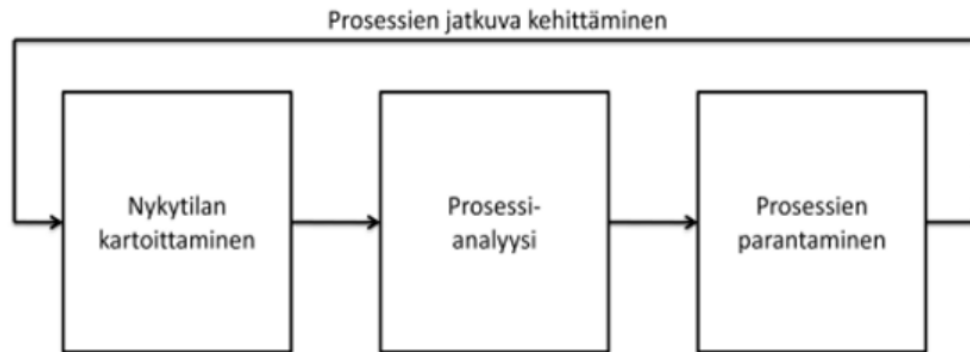 Prosessien jatkuva kehittäminen
Nykytilan
kartoittaminen
Prosessi-
analyysi
Prosessien
parantaminen